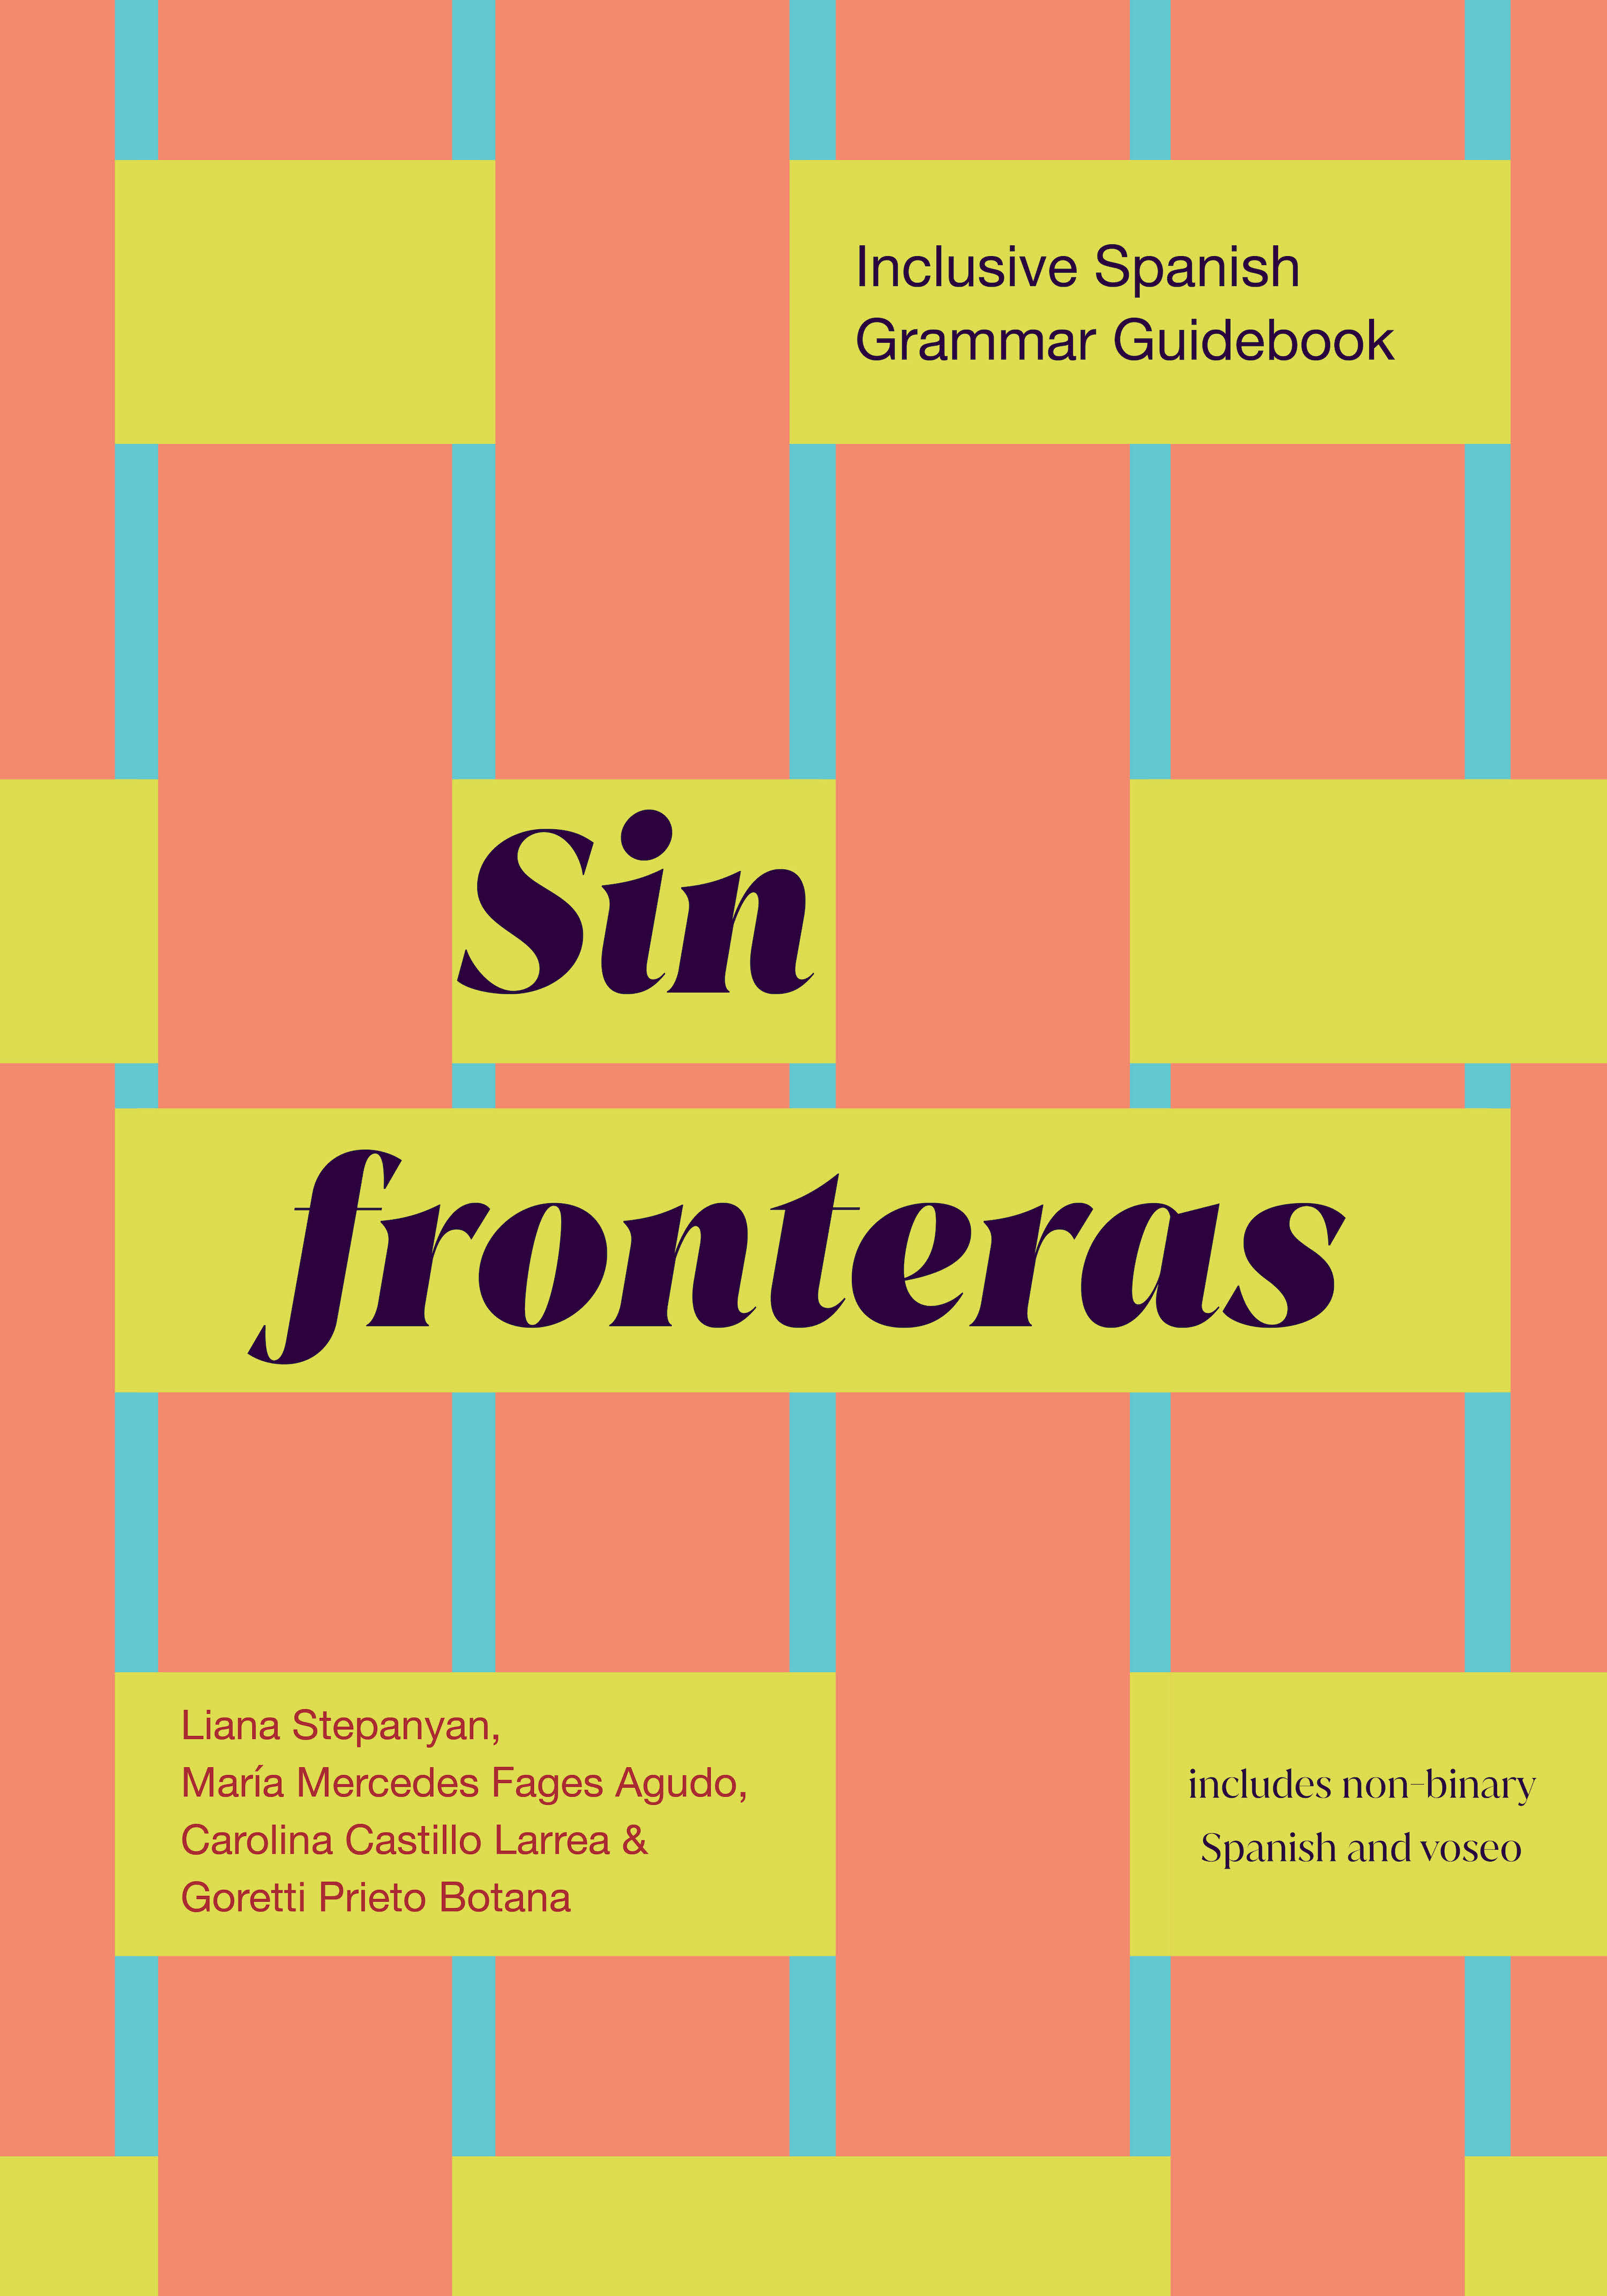 Inclusive Spanish
Grammar Guidebook
Sin
fronteras
Liana Stepanyan,
María Mercedes Fages Agudo,
Carolina Castillo Larrea &
Goretti Prieto Botana
includes non-binary
Spanish and voseo